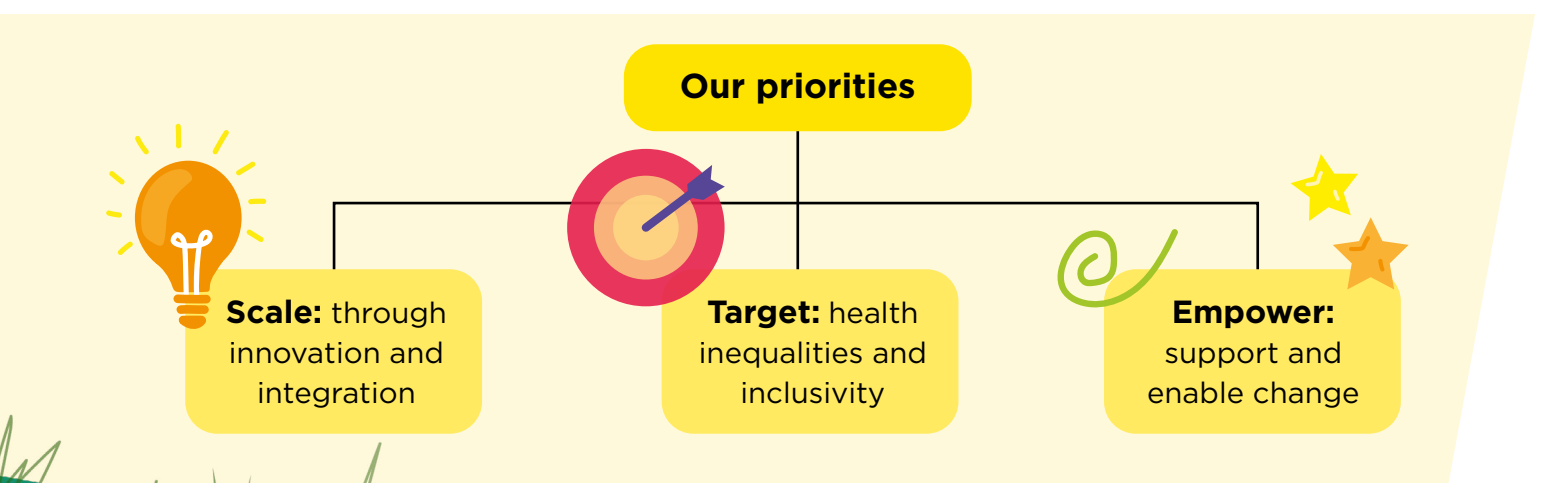 Our priorities
Scale: through
innovation and
integration
Target: health
inequalities and
inclusivity
Empower:
support and
enable change